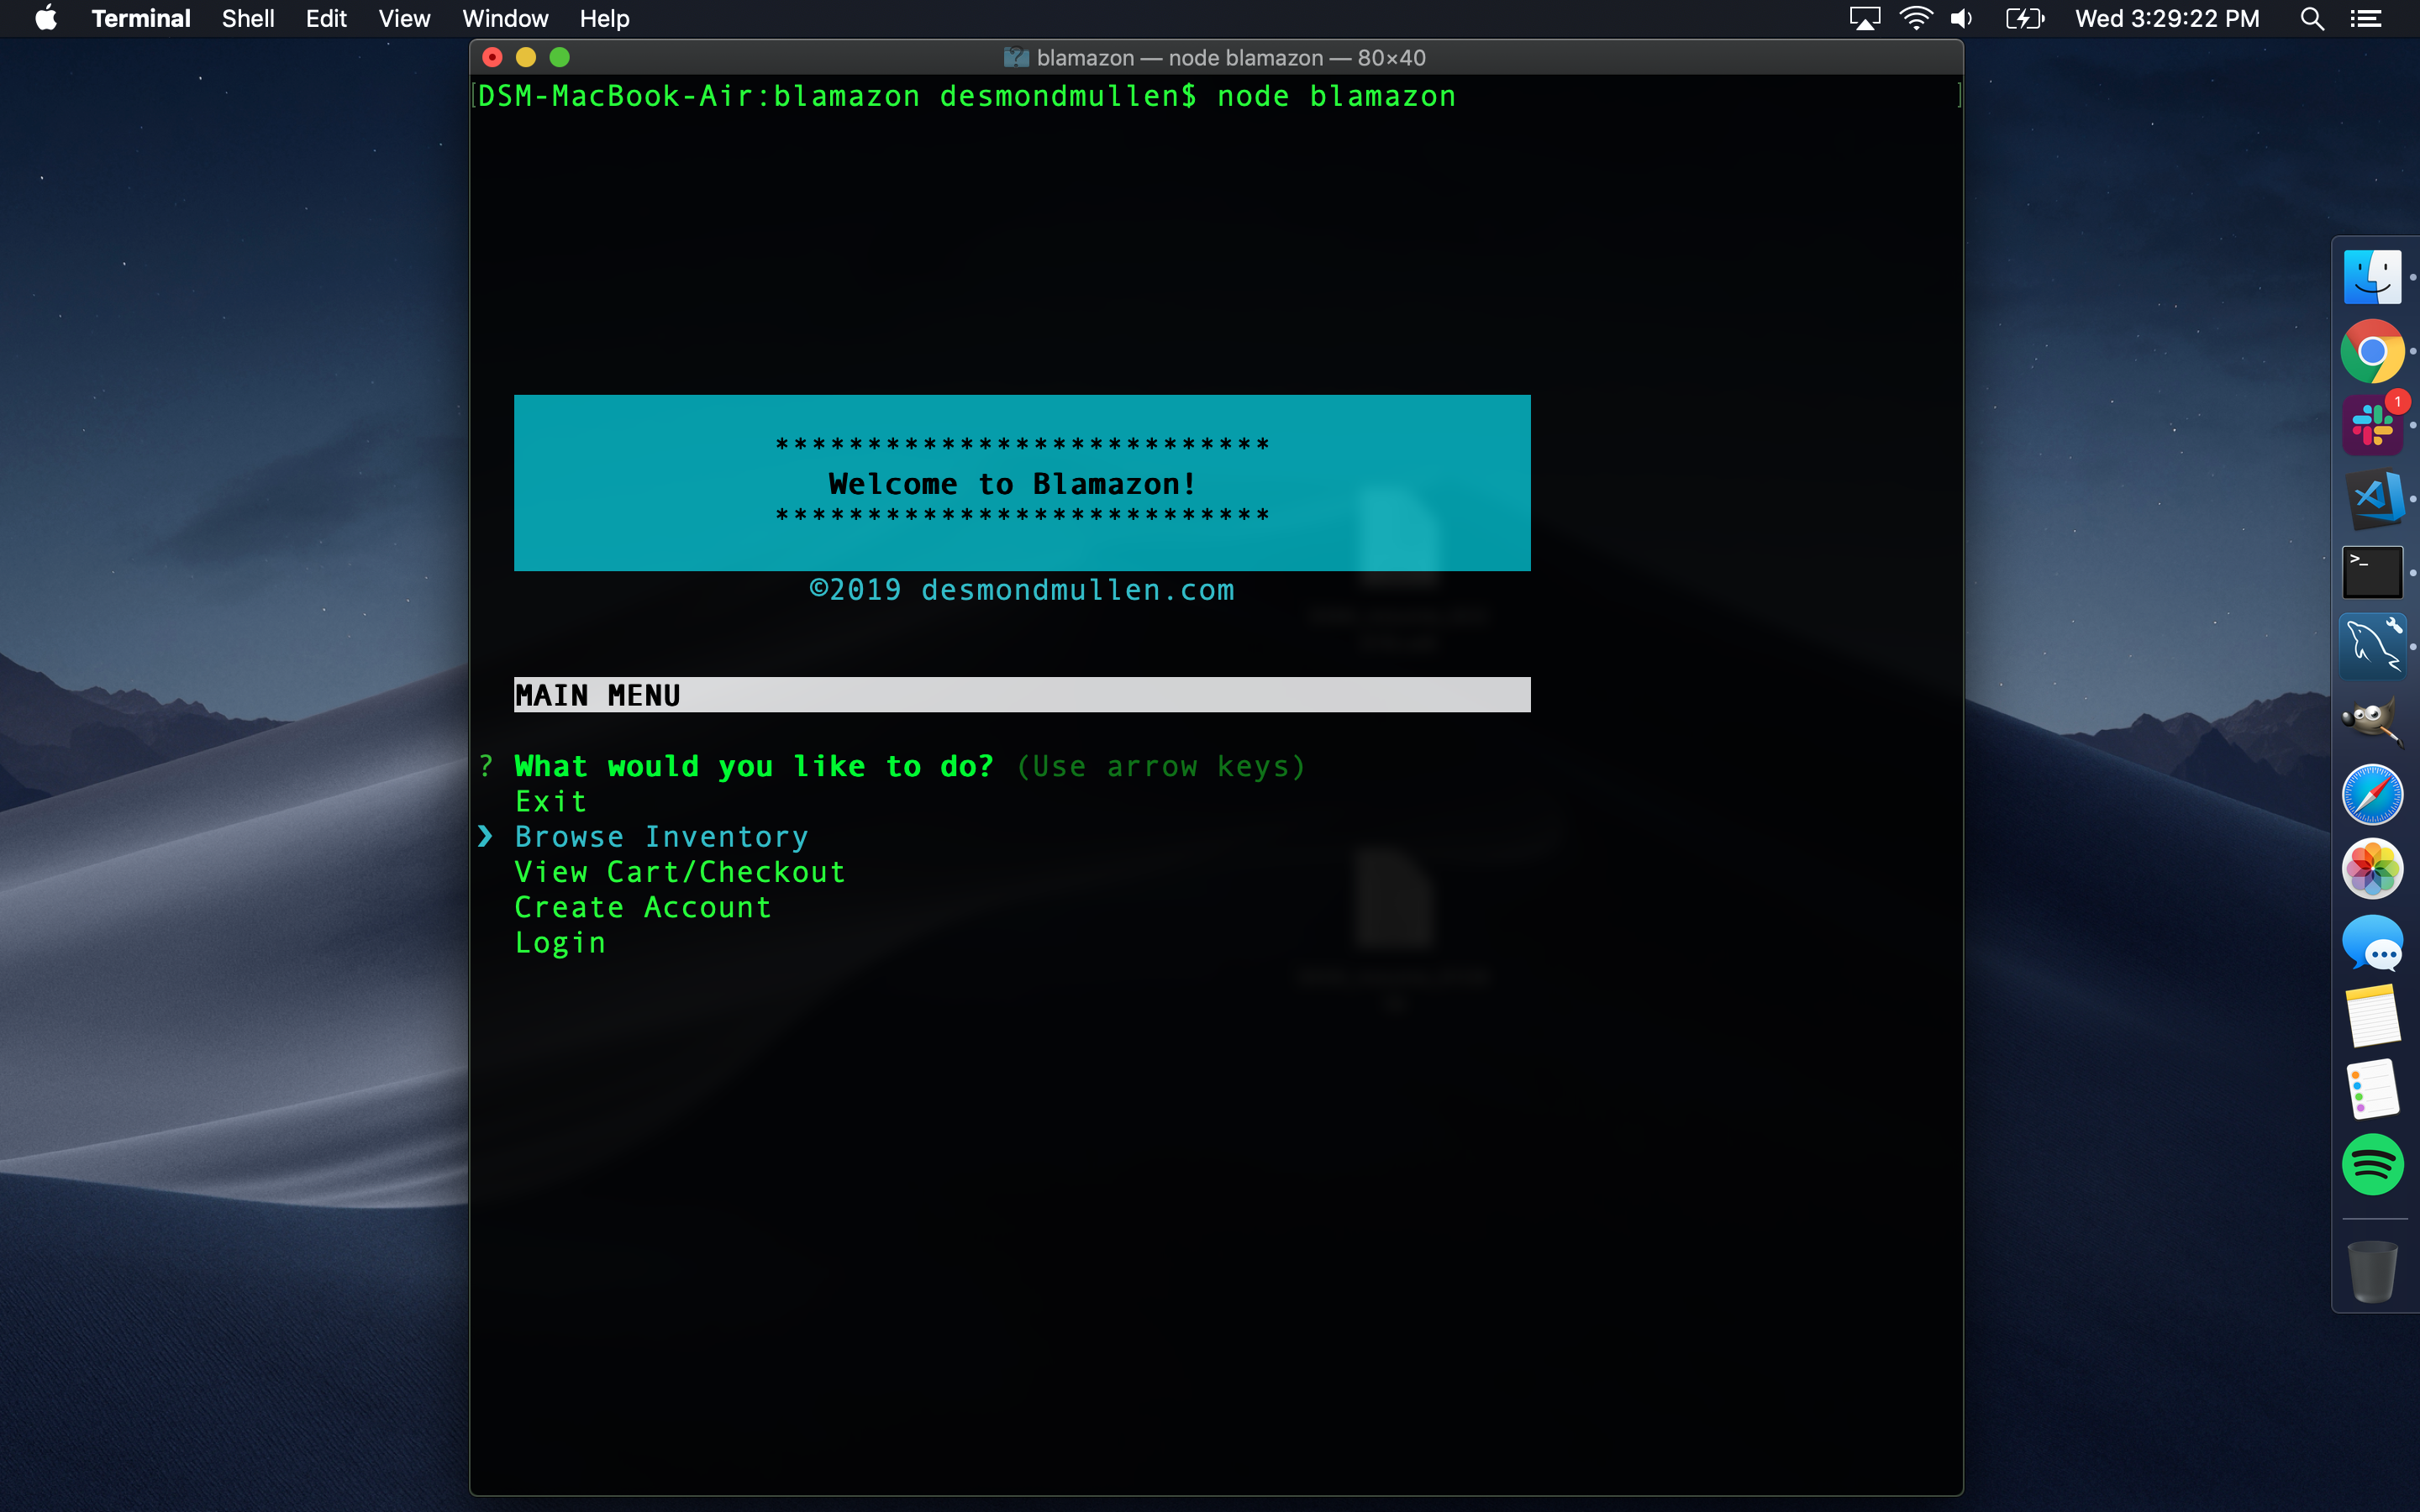 Terminal Shell Edit View Window Help Wed 3:29:22 PM
blamazon — node blamazon — 80×40
[DSM-MacBook-Air:blamazon desmondmullen$ node blamazon ]
***************************
Welcome to Blamazon!
***************************
©2019 desmondmullen.com
MAIN MENU
? What would you like to do? (Use arrow keys)
Exit
❯ Browse Inventory
View Cart/Checkout
Create Account
Login
1
>_